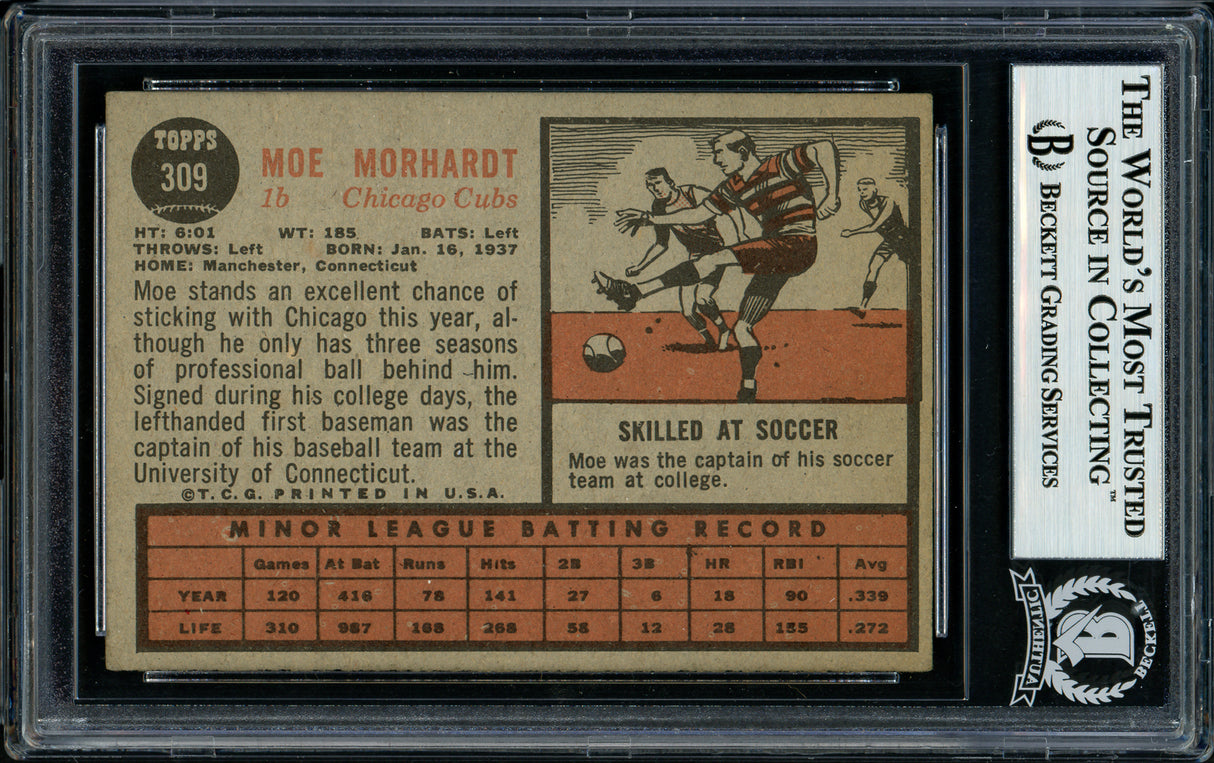 TOPPS
309
MOE MORHARDT
1b Chicago Cubs
HT: 6:01 WT: 185 BATS: Left
THROWS: Left BORN: Jan. 16, 1937
HOME: Manchester, Connecticut
Moe stands an excellent chance of
sticking with Chicago this year, al-
though he only has three seasons
of professional ball behind him.
Signed during his college days, the
lefthanded first baseman was the
captain of his baseball team at the
University of Connecticut.
©T. C. G. PRINTED IN U.S.A.
SKILLED AT SOCCER
Moe was the captain of his soccer
team at college.
MINOR LEAGUE BATTING RECORD
Games At Bat Runs Hits 2B 3B HR RBI Avg
YEAR 120 416 78 141 27 6 18 90 .339
LIFE 310 987 168 268 58 12 28 155 .272
THE WORLD'S MOST TRUSTED
SOURCE IN COLLECTING™
B BECKETT GRADING SERVICES
AUTHENTIC
B
BECKETT